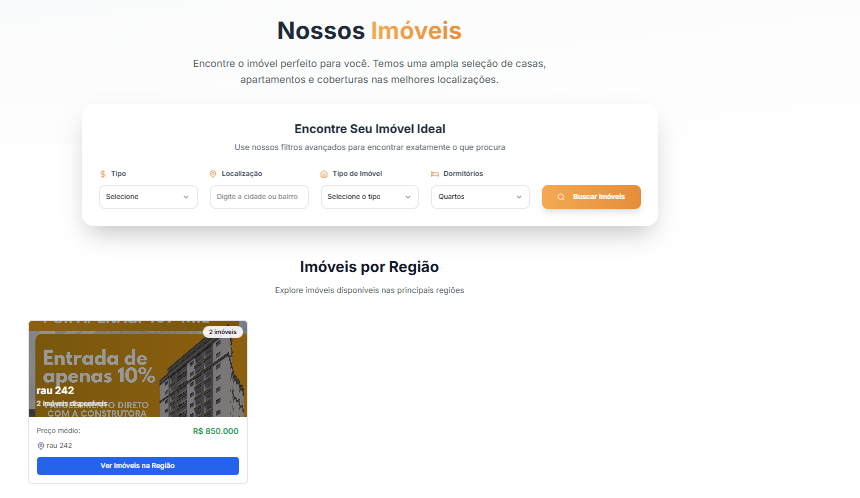 Nossos Imóveis
Encontre o imóvel perfeito para você. Temos uma ampla seleção de casas,
apartamentos e coberturas nas melhores localizações.
Encontre Seu Imóvel Ideal
Use nossos filtros avançados para encontrar exatamente o que procura
Tipo
Localização
Tipo de Imóvel
Dormitórios
Selecione
Digite a cidade ou bairro
Selecione o tipo
Quartos
Buscar Imóveis
Imóveis por Região
Explore imóveis disponíveis nas principais regiões
2 imóveis
Entrada de
apenas 10%
rau 242
2 imóveis disponíveis
DIRETO
COM A CONSTRUTORA
Preço médio:
R$ 850.000
rau 242
Ver Imóveis na Região